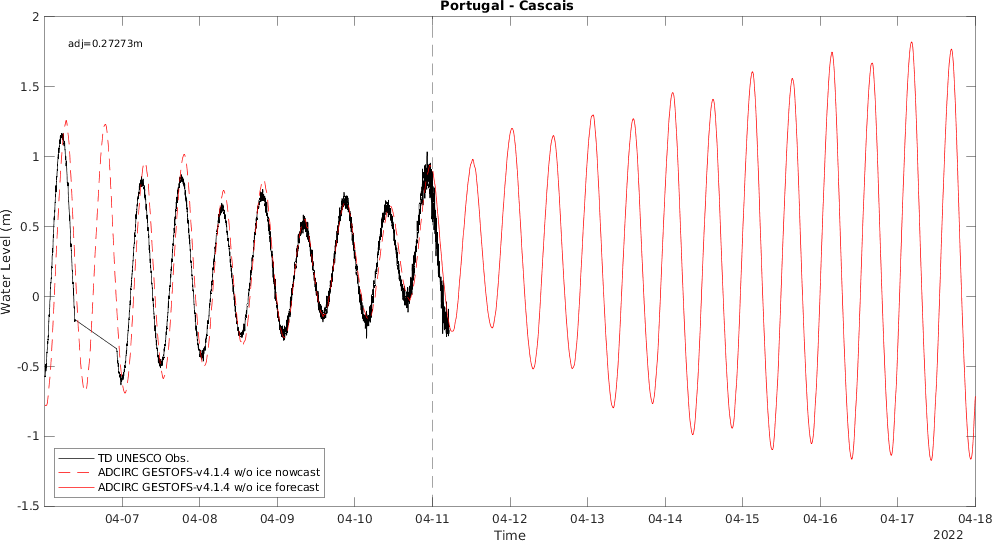 Portugal - Cascais
adj=0.27273m
2
1.5
1
0.5
0
-0.5
-1
-1.5
Water Level (m)
TD UNESCO Obs.
ADCIRC GESTOFS-v4.1.4 w/o ice nowcast
ADCIRC GESTOFS-v4.1.4 w/o ice forecast
04-07 04-08 04-09 04-10 04-11 04-12 04-13 04-14 04-15 04-16 04-17 04-18
Time
2022